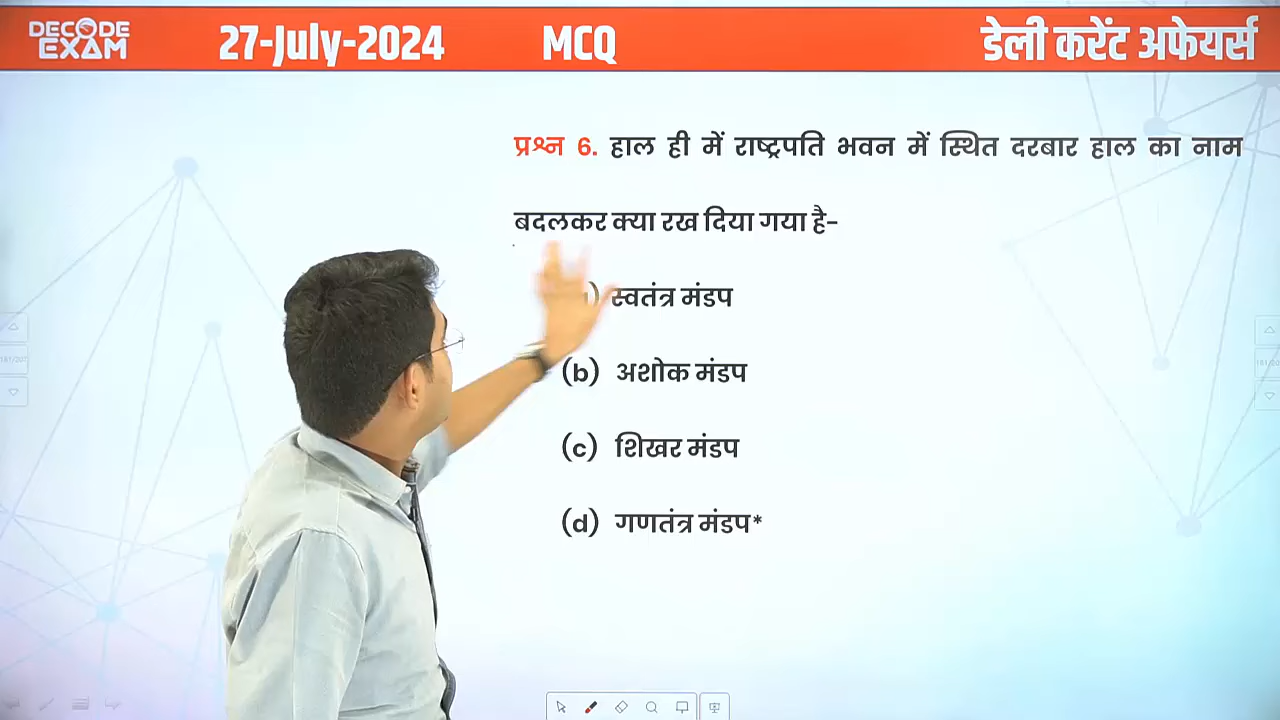 DECODE EXAM
27-July-2024 MCQ डेली करेंट अफेयर्स
प्रश्न 6. हाल ही में राष्ट्रपति भवन में स्थित दरबार हाल का नाम
बदलकर क्या रख दिया गया है-
स्वतंत्र मंडप
(b) अशोक मंडप
(c) शिखर मंडप
(d) गणतंत्र मंडप*